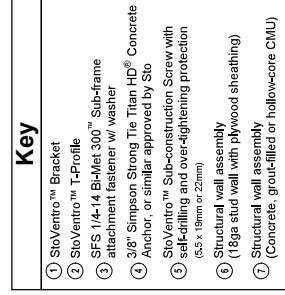 Key
1 StoVentro™ Bracket
2 StoVentro™ T-Profile
3 SFS 1/4-14 Bi-Met 300™ Sub-frame
attachment fastener w/ washer
4 3/8" Simpson Strong Tie Titan HD® Concrete
Anchor, or similar approved by Sto
5 StoVentro™ Sub-construction Screw with
self-drilling and over-tightening protection
(5.5 x 19mm or 22mm)
6 Structural wall assembly
(18ga stud wall with plywood sheathing)
7 Structural wall assembly
(Concrete, grout-filled or hollow-core CMU)